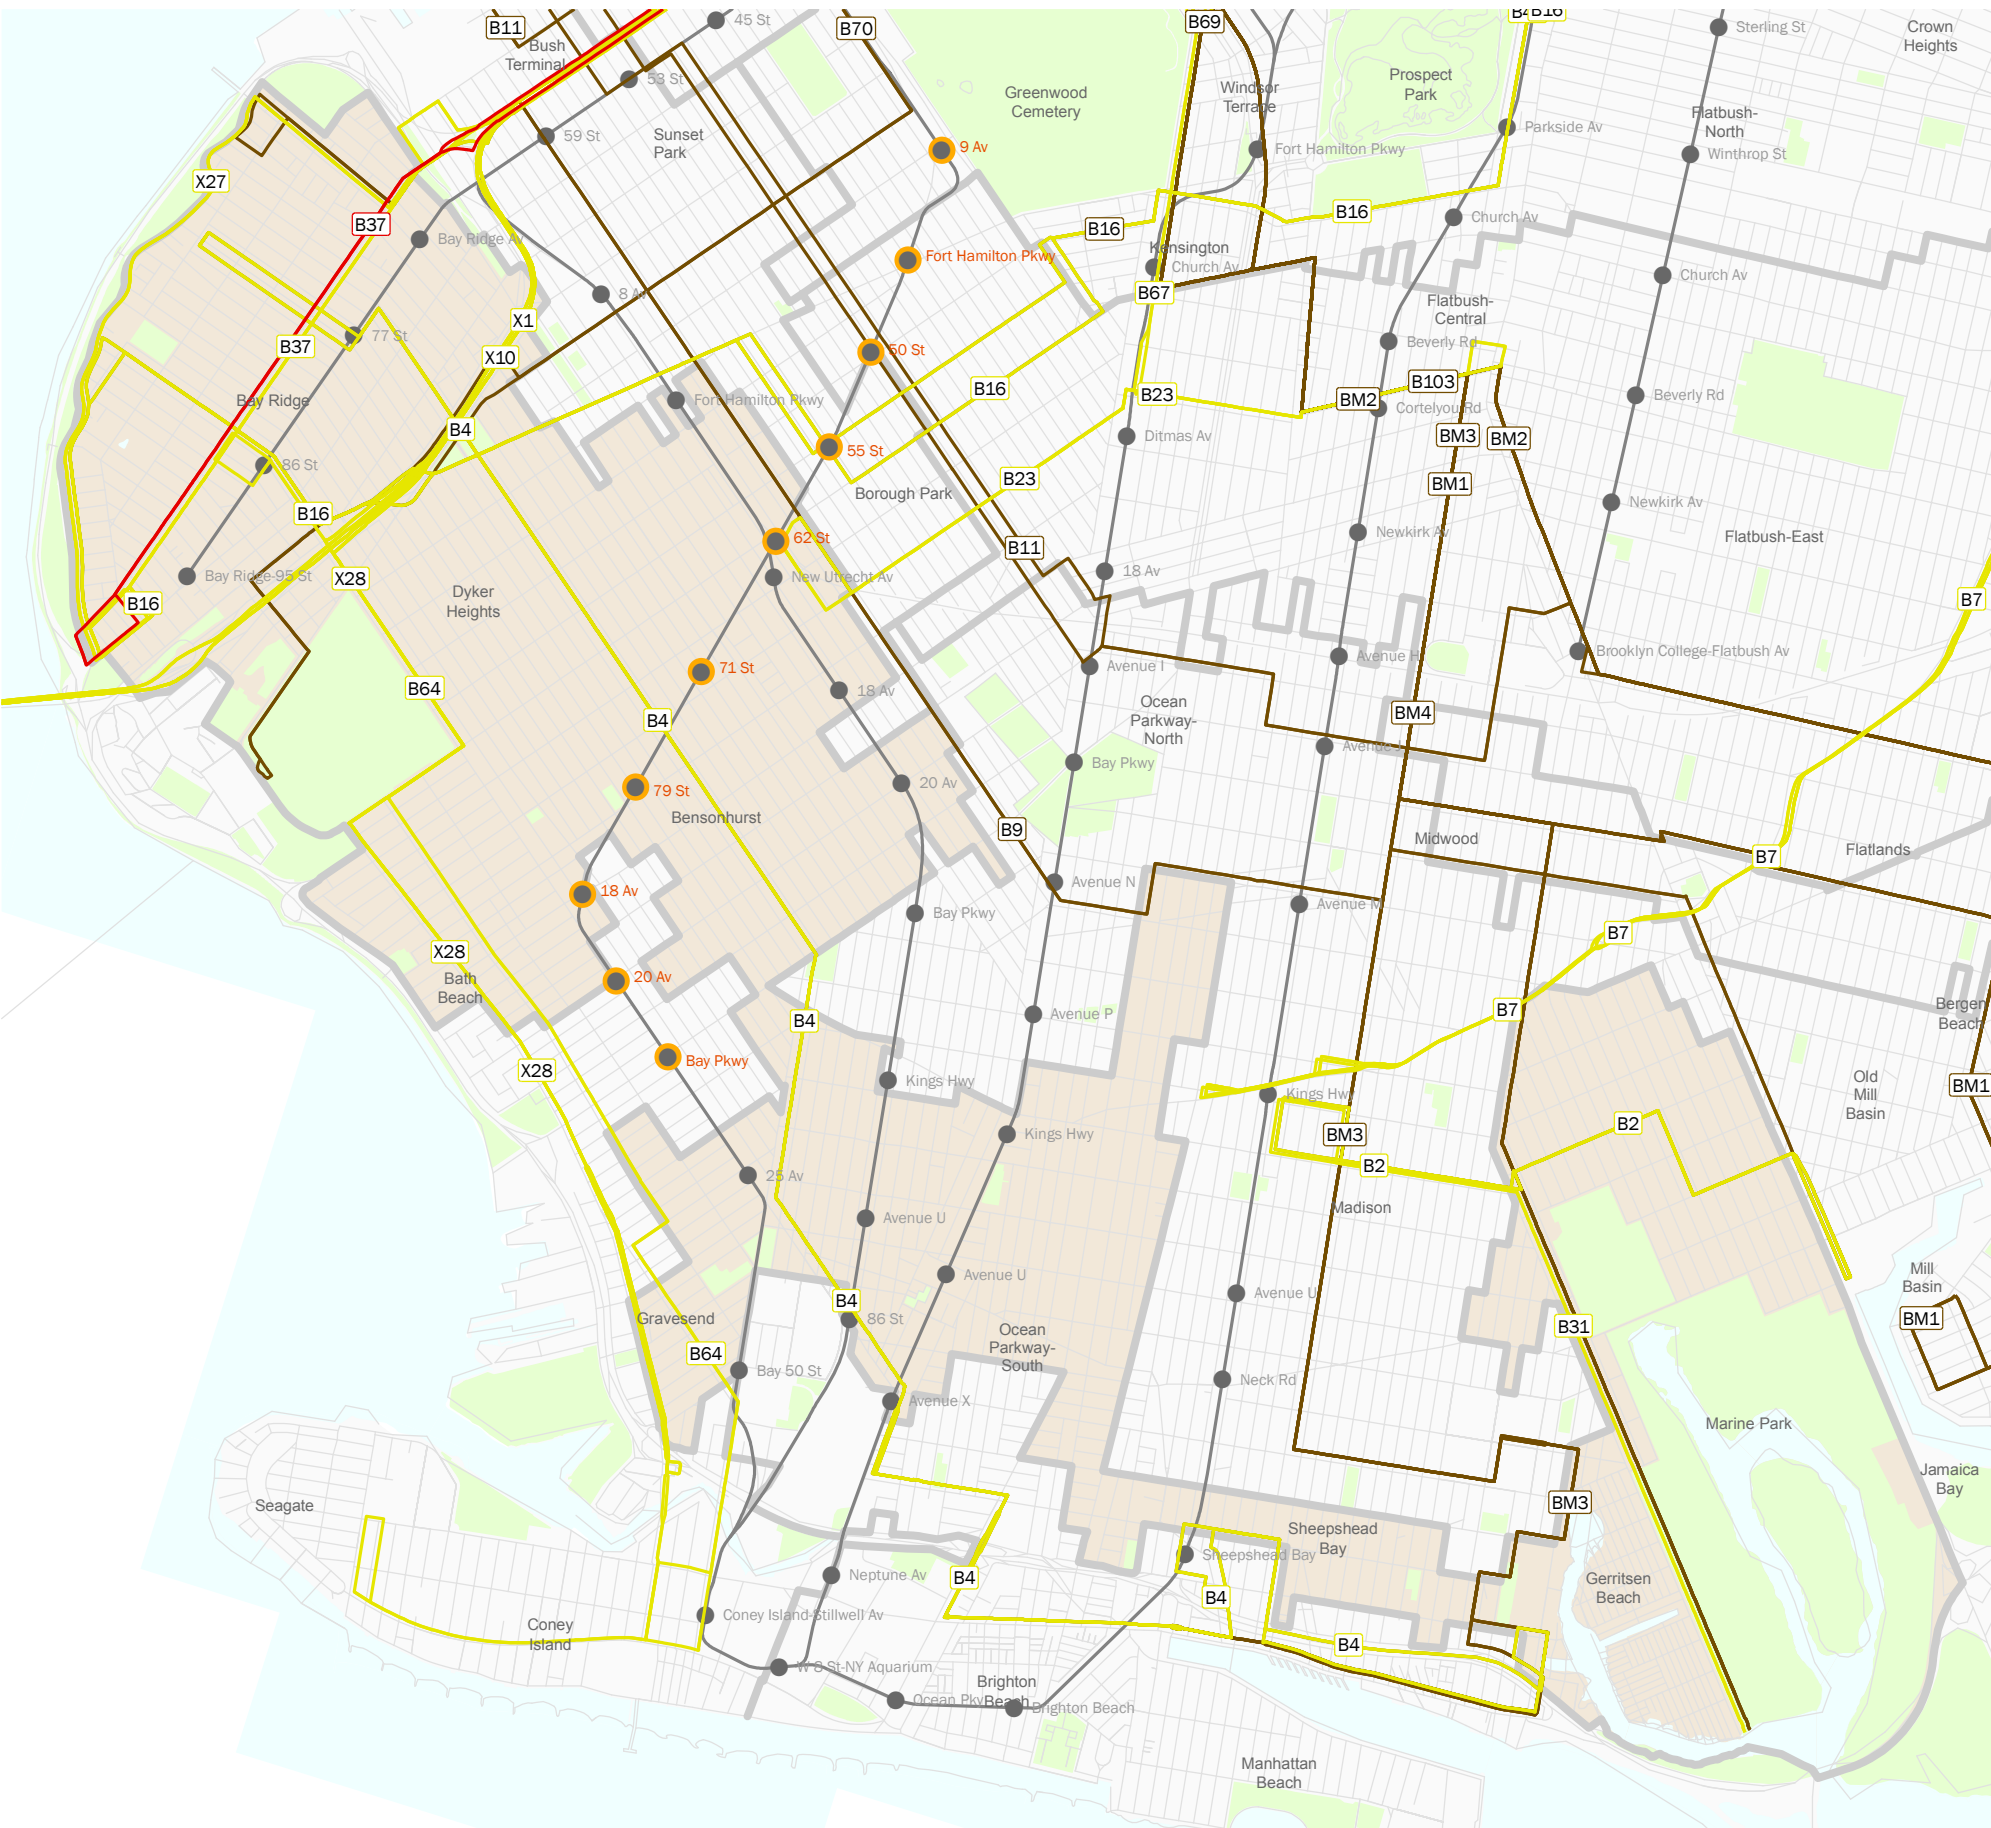 B11
Bush
Terminal
45 St
B70
B69
B16
Sterling St
Crown
Heights
53 St
Greenwood
Cemetery
Windsor
Terrace
Prospect
Park
Flatbush-
North
59 St
Sunset
Park
9 Av
Fort Hamilton Pkwy
Parkside Av
Winthrop St
X27
B37
Bay Ridge Av
Fort Hamilton Pkwy
B16
B16
Church Av
Kensington
Church Av
Church Av
8 Av
B67
Flatbush-
Central
X1
77 St
B37
X10
50 St
Beverly Rd
B16
B23
BM2
B103
Beverly Rd
Bay Ridge
Fort Hamilton Pkwy
Cortelyou Rd
B4
55 St
Ditmas Av
BM3
BM2
86 St
B23
BM1
Borough Park
B16
62 St
Newkirk Av
Newkirk Av
Flatbush-East
B11
Bay Ridge-95 St
X28
New Utrecht Av
18 Av
B16
Dyker
Heights
B7
71 St
Avenue I
Avenue H
Brooklyn College-Flatbush Av
B64
18 Av
Ocean
Parkway-
North
B4
BM4
Avenue J
Bay Pkwy
79 St
20 Av
Bensonhurst
B9
Midwood
B7
Flatlands
18 Av
Avenue N
Bay Pkwy
Avenue M
B7
X28
Bath
Beach
20 Av
B4
Avenue P
B7
Bergen
Beach
Bay Pkwy
X28
Kings Hwy
Kings Hwy
Old
Mill
Basin
BM1
Kings Hwy
BM3
B2
B2
25 Av
Avenue U
Madison
Avenue U
Avenue U
Mill
Basin
B4
86 St
Gravesend
BM1
B31
Ocean
Parkway-
South
B64
Bay 50 St
Neck Rd
Avenue X
Marine Park
Seagate
BM3
Jamaica
Bay
Sheepshead
Bay
Sheepshead Bay
Neptune Av
B4
B4
Gerritsen
Beach
Coney Island-Stillwell Av
Coney
Island
B4
W 8 St-NY Aquarium
Brighton
Beach
Ocean Pkwy
Brighton Beach
Manhattan
Beach